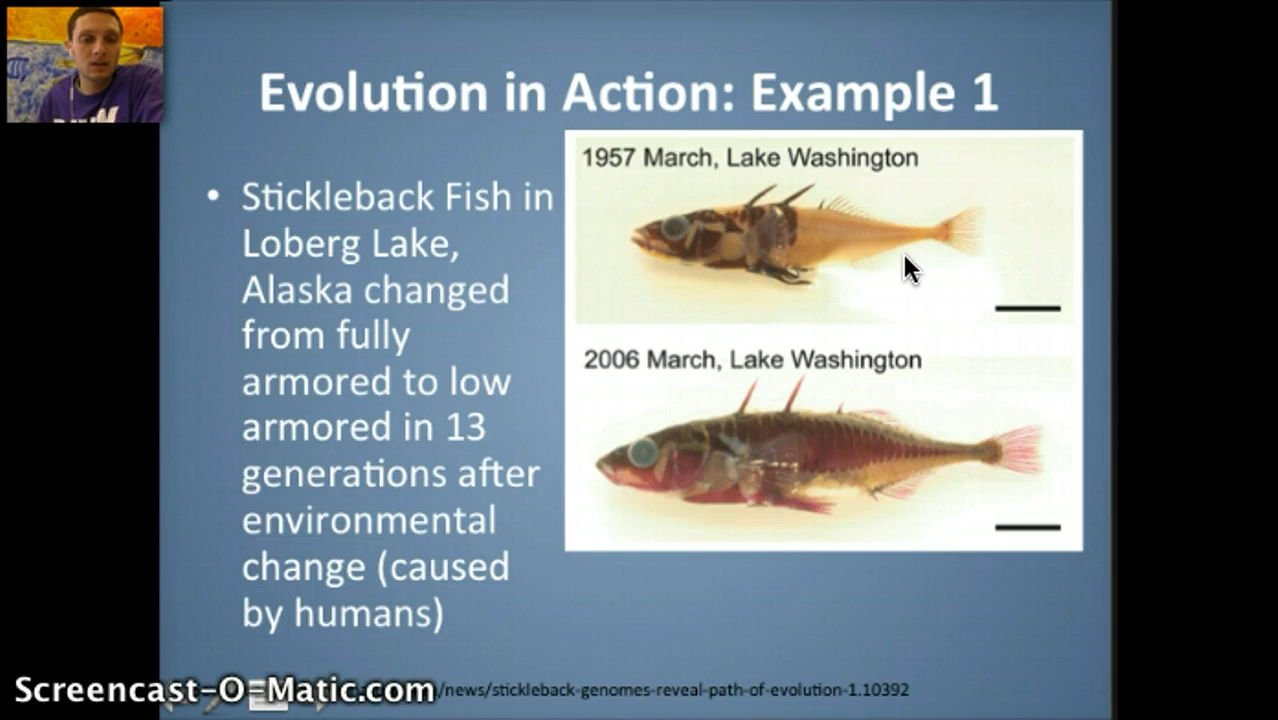 Evolution in Action: Example 1
• Stickleback Fish in
Loberg Lake,
Alaska changed
from fully
armored to low
armored in 13
generations after
environmental
change (caused
by humans)
1957 March, Lake Washington
2006 March, Lake Washington
/news/stickleback-genomes-reveal-path-of-evolution-1.10392
Screencast-O-Matic.com